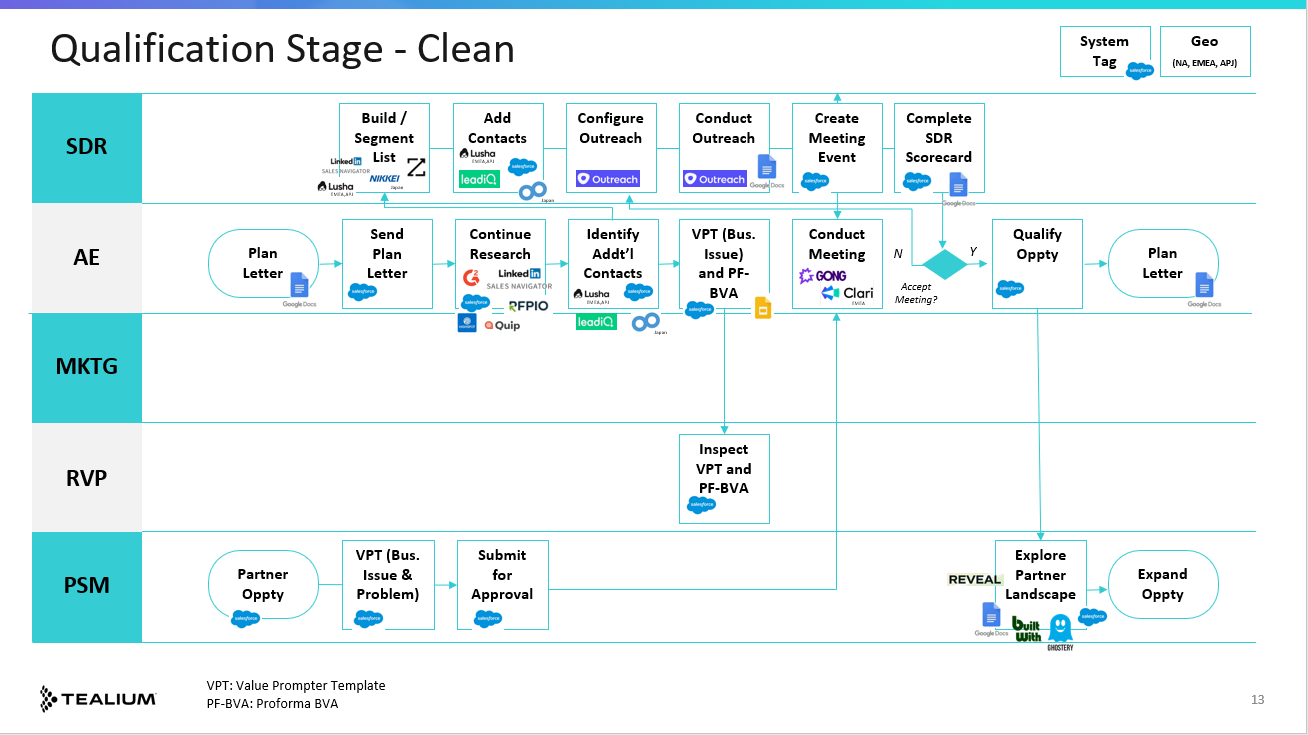 Qualification Stage - Clean
System
Tag
salesforce
Geo
(NA, EMEA, APJ)
SDR
Build /
Segment
List
Linked in
SALES NAVIGATOR
Lusha
EMEA,APJ
NIKKEI
Japan
Add
Contacts
Lusha
EMEA,APJ
salesforce
leadiQ
Japan
Configure
Outreach
Outreach
Conduct
Outreach
Outreach
Google Docs
Create
Meeting
Event
salesforce
Complete
SDR
Scorecard
salesforce
Google Docs
AE
Plan
Letter
Google Docs
Send
Plan
Letter
salesforce
Continue
Research
G2
Linked in
SALES NAVIGATOR
salesforce
RFPIO
Quip
Identify
Addt'l
Contacts
Lusha
EMEA,APJ
salesforce
leadiQ
Japan
VPT (Bus.
Issue)
and PF-
BVA
salesforce
Conduct
Meeting
GONG
Clari
EMEA
N
Y
Accept
Meeting?
Qualify
Oppty
salesforce
Plan
Letter
Google Docs
MKTG
RVP
Inspect
VPT and
PF-BVA
salesforce
PSM
Partner
Oppty
salesforce
VPT (Bus.
Issue &
Problem)
salesforce
Submit
for
Approval
salesforce
Explore
Partner
Landscape
REVEAL
Google Docs
built
With
GHOSTERY
salesforce
Expand
Oppty
TEALIUM
VPT: Value Prompter Template
PF-BVA: Proforma BVA
13